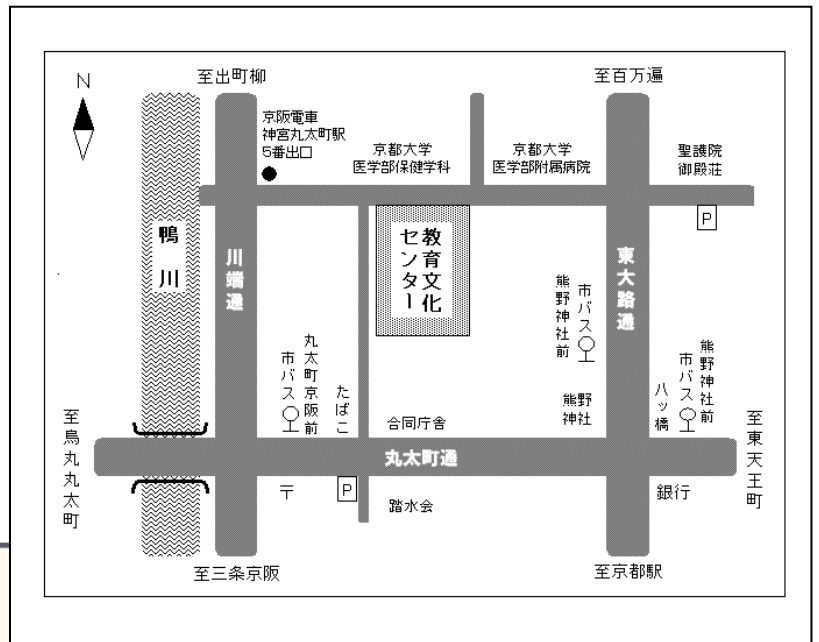 N
至出町柳
至百万遍
京阪電車
神宮丸太町駅
5番出口
京都大学
医学部保健学科
京都大学
医学部附属病院
聖護院
御殿荘
P
鴨川
川端通
教育文化
センター
東大路通
市バス
熊野神社前
丸太町京阪前
市バス
たばこ
合同庁舎
熊野
神社
八ッ橋
熊野神社前
市バス
至烏丸丸太町
丸太町通
至東天王町
〒
P
踏水会
銀行
至三条京阪
至京都駅